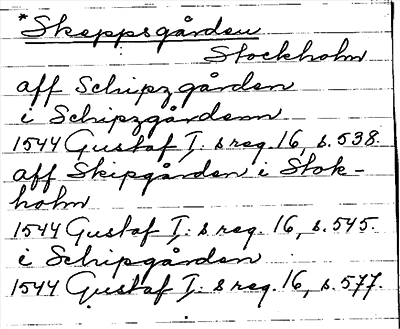 *Skeppsgården
Stockholm
aff Schipzgården
i Schipzgårdenn
1544 Gustaf I:s reg. 16, s. 538.
aff Skipgården i Stok-
holm
1544 Gustaf I:s reg. 16, s. 545.
i Schipgården
1544 Gustaf I:s reg. 16, s. 577.